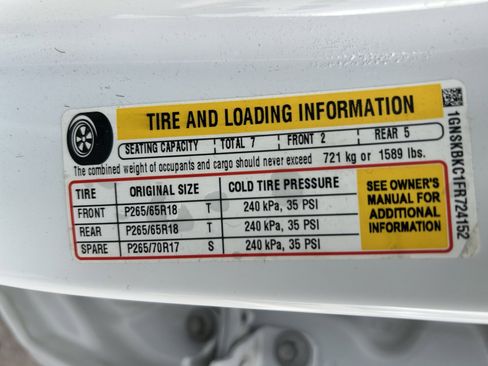 TIRE AND LOADING INFORMATION
SEATING CAPACITY TOTAL 7 FRONT 2 REAR 5
The combined weight of occupants and cargo should never exceed 721 kg or 1589 lbs.
TIRE ORIGINAL SIZE COLD TIRE PRESSURE
FRONT P265/65R18 T 240 kPa, 35 PSI
REAR P265/65R18 T 240 kPa, 35 PSI
SPARE P265/70R17 S 240 kPa, 35 PSI
SEE OWNER'S
MANUAL FOR
ADDITIONAL
INFORMATION
1GNSKBKC1FR724152